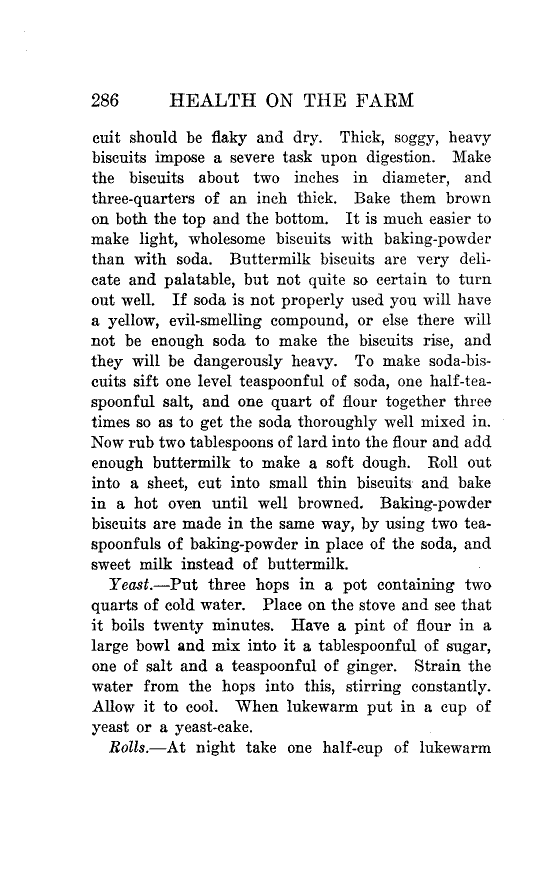 286 HEALTH ON THE FARM
cuit should be flaky and dry. Thick, soggy, heavy
biscuits impose a severe task upon digestion. Make
the biscuits about two inches in diameter, and
three-quarters of an inch thick. Bake them brown
on both the top and the bottom. It is much easier to
make light, wholesome biscuits with baking-powder
than with soda. Buttermilk biscuits are very deli-
cate and palatable, but not quite so certain to turn
out well. If soda is not properly used you will have
a yellow, evil-smelling compound, or else there will
not be enough soda to make the biscuits rise, and
they will be dangerously heavy. To make soda-bis-
cuits sift one level teaspoonful of soda, one half-tea-
spoonful salt, and one quart of flour together three
times so as to get the soda thoroughly well mixed in.
Now rub two tablespoons of lard into the flour and add
enough buttermilk to make a soft dough. Roll out
into a sheet, cut into small thin biscuits and bake
in a hot oven until well browned. Baking-powder
biscuits are made in the same way, by using two tea-
spoonfuls of baking-powder in place of the soda, and
sweet milk instead of buttermilk.
Yeast.—Put three hops in a pot containing two
quarts of cold water. Place on the stove and see that
it boils twenty minutes. Have a pint of flour in a
large bowl and mix into it a tablespoonful of sugar,
one of salt and a teaspoonful of ginger. Strain the
water from the hops into this, stirring constantly.
Allow it to cool. When lukewarm put in a cup of
yeast or a yeast-cake.
Rolls.—At night take one half-cup of lukewarm